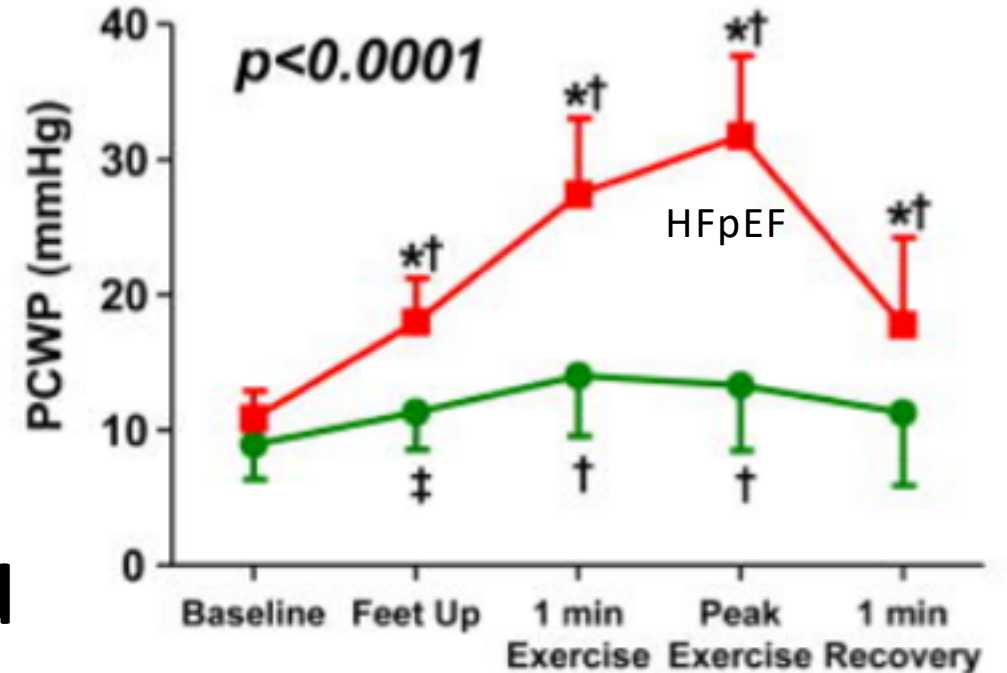 40
p<0.0001
*†
*†
30
HFpEF
PCWP (mmHg)
*†
*†
20
10
‡
†
†
0
Baseline
Feet Up
1 min
Exercise
Peak
Exercise
1 min
Recovery